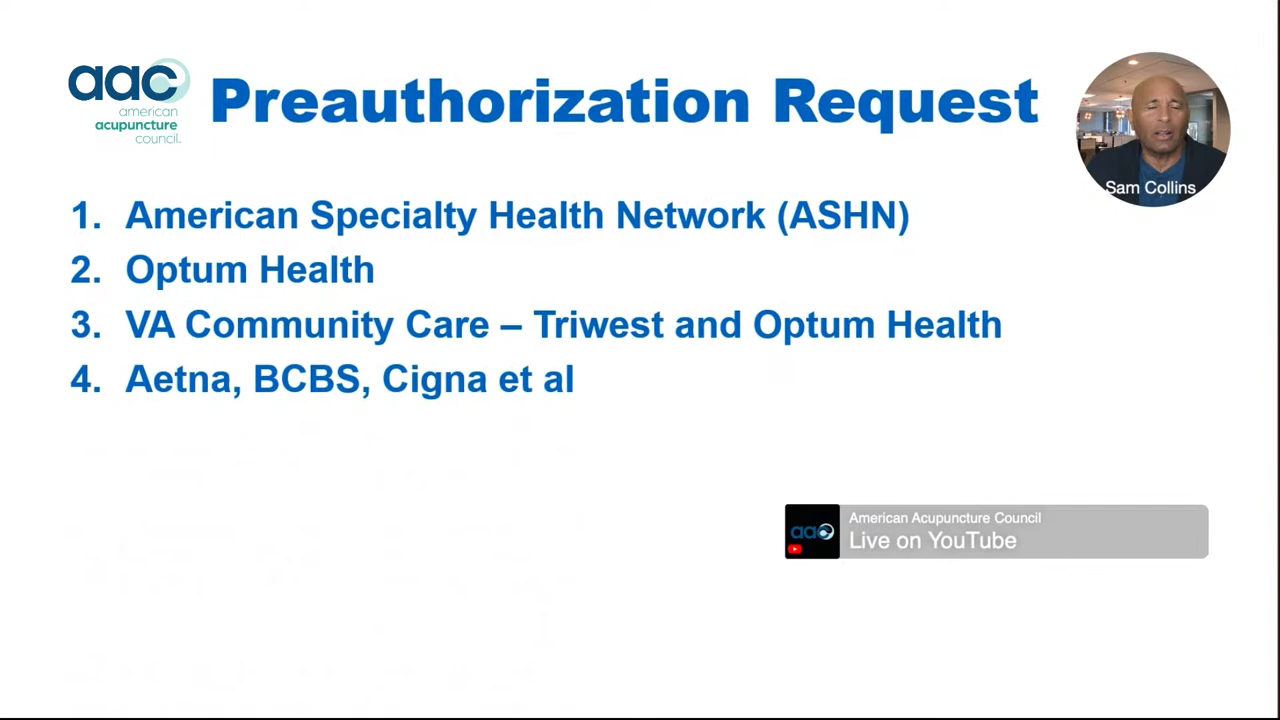 aac
american
acupuncture
council
Preauthorization Request
Sam Collins
1. American Specialty Health Network (ASHN)
2. Optum Health
3. VA Community Care – Triwest and Optum Health
4. Aetna, BCBS, Cigna et al
aac
American Acupuncture Council
Live on YouTube